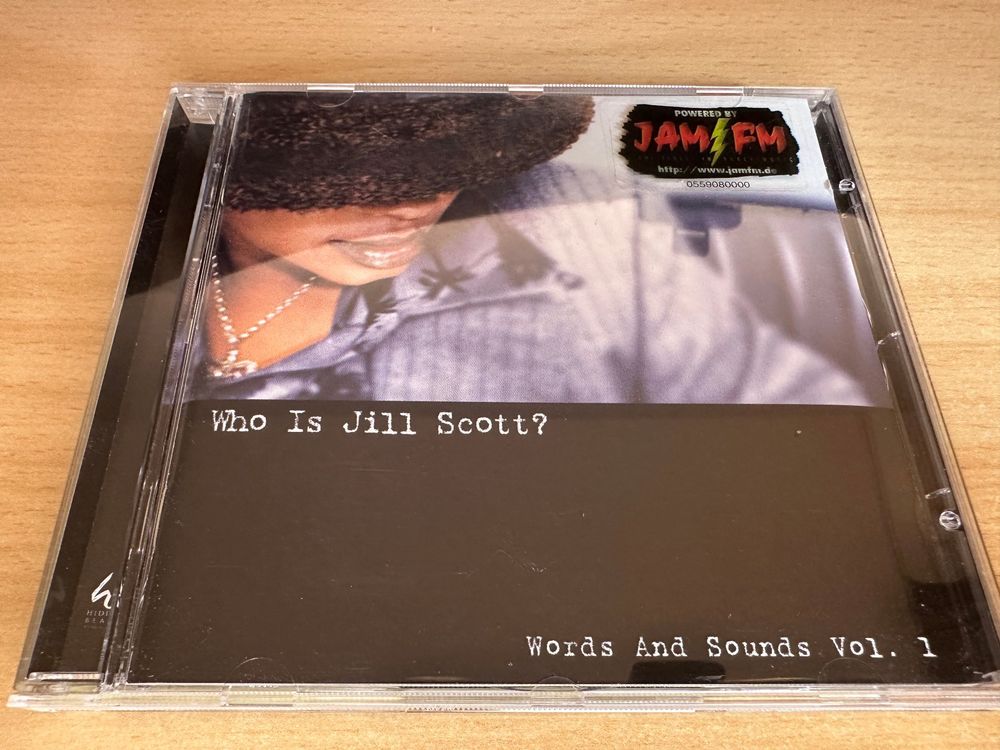 POWERED BY
JAM FM
http://www.jamfm.de
0559080000
Who Is Jill Scott?
Words And Sounds Vol. 1
h